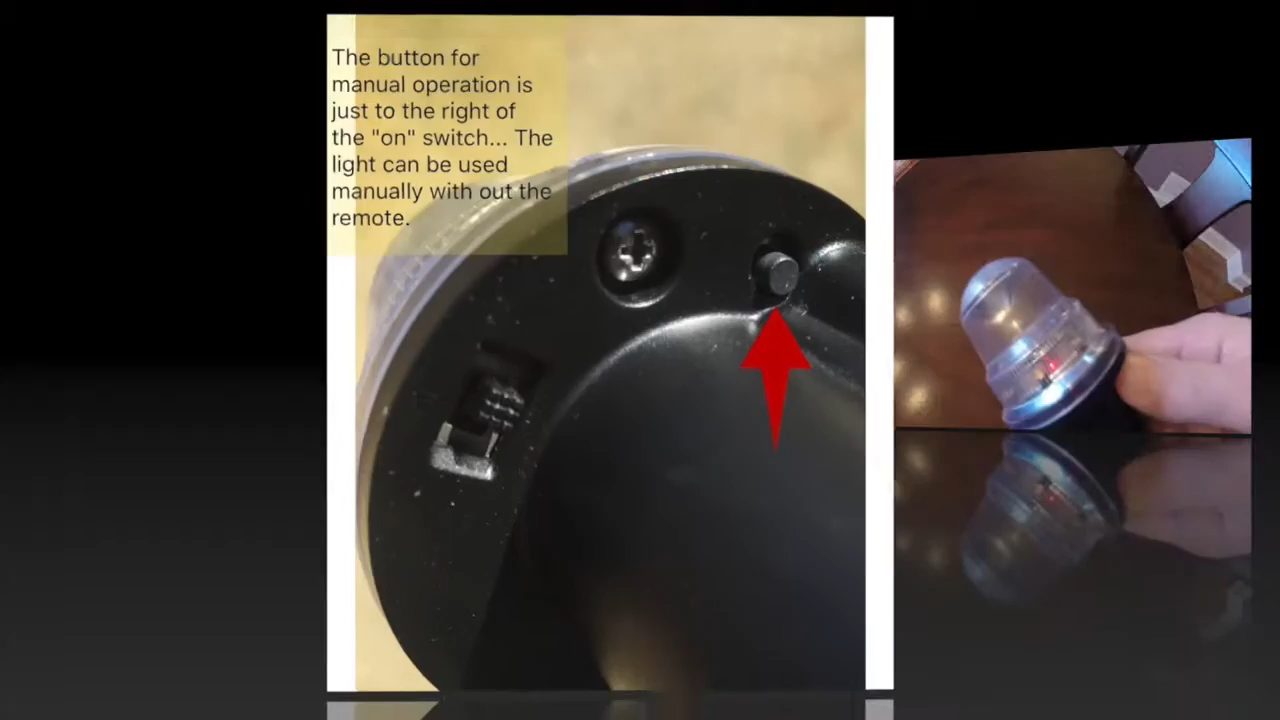 The button for
manual operation is
just to the right of
the "on" switch... The
light can be used
manually with out the
remote.